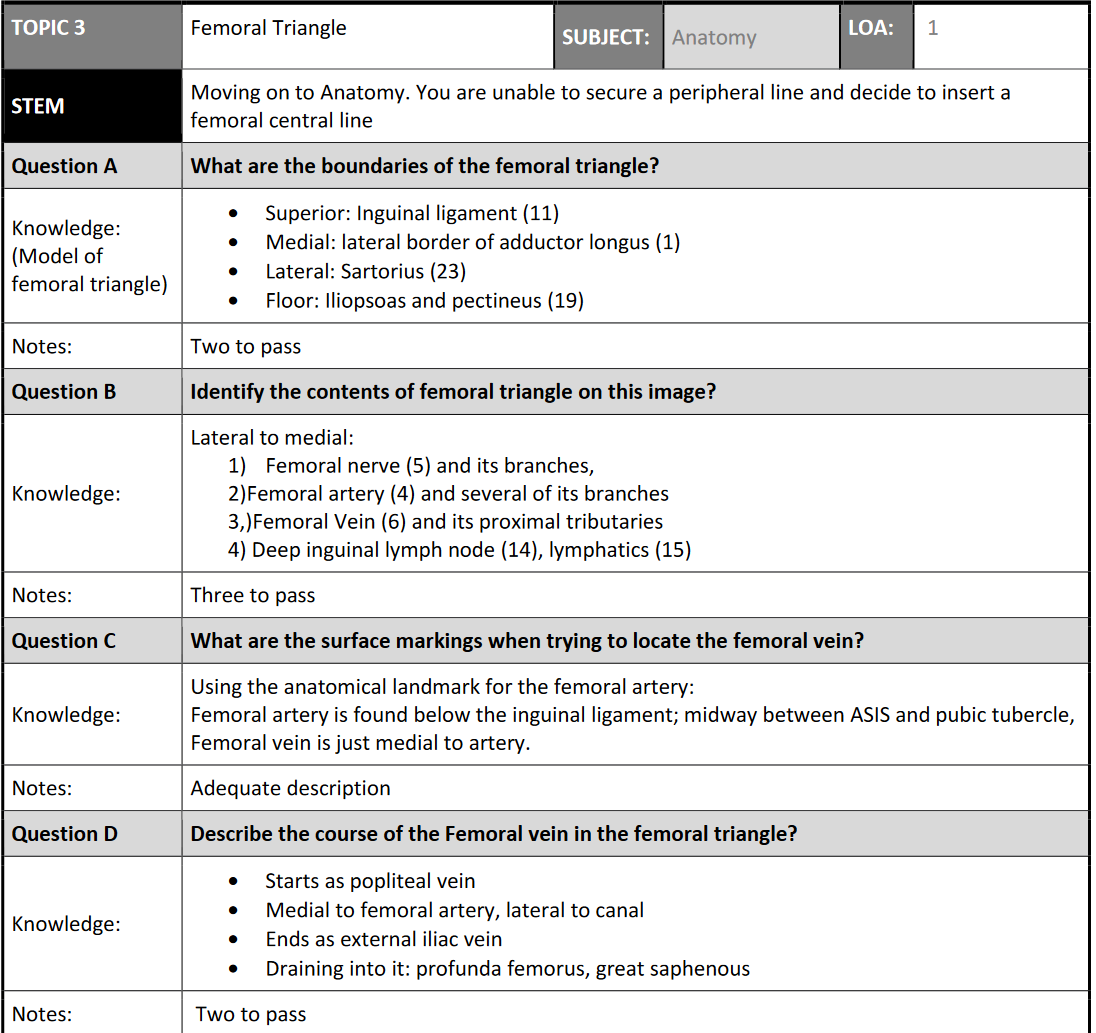 TOPIC 3
Femoral Triangle
SUBJECT:
Anatomy
LOA:
1
STEM
Moving on to Anatomy. You are unable to secure a peripheral line and decide to insert a
femoral central line
Question A
What are the boundaries of the femoral triangle?
Knowledge:
(Model of
femoral triangle)
• Superior: Inguinal ligament (11)
• Medial: lateral border of adductor longus (1)
• Lateral: Sartorius (23)
• Floor: Iliopsoas and pectineus (19)
Notes:
Two to pass
Question B
Identify the contents of femoral triangle on this image?
Knowledge:
Lateral to medial:
1) Femoral nerve (5) and its branches,
2)Femoral artery (4) and several of its branches
3,)Femoral Vein (6) and its proximal tributaries
4) Deep inguinal lymph node (14), lymphatics (15)
Notes:
Three to pass
Question C
What are the surface markings when trying to locate the femoral vein?
Knowledge:
Using the anatomical landmark for the femoral artery:
Femoral artery is found below the inguinal ligament; midway between ASIS and pubic tubercle,
Femoral vein is just medial to artery.
Notes:
Adequate description
Question D
Describe the course of the Femoral vein in the femoral triangle?
Knowledge:
• Starts as popliteal vein
• Medial to femoral artery, lateral to canal
• Ends as external iliac vein
• Draining into it: profunda femorus, great saphenous
Notes:
Two to pass